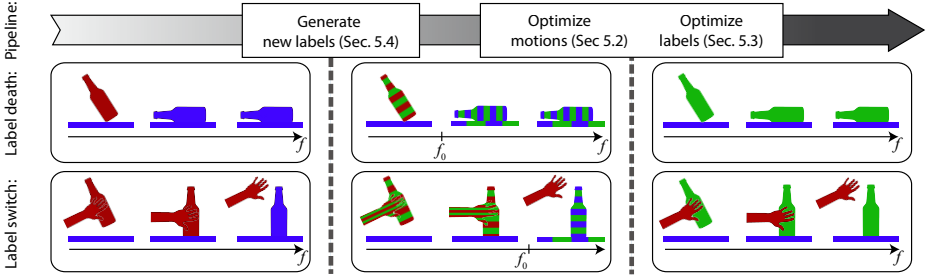 Pipeline:
Generate
new labels (Sec. 5.4)
Optimize
motions (Sec 5.2)
Optimize
labels (Sec. 5.3)
Label death:
f
f₀
f
f
Label switch:
f
f₀
f
f